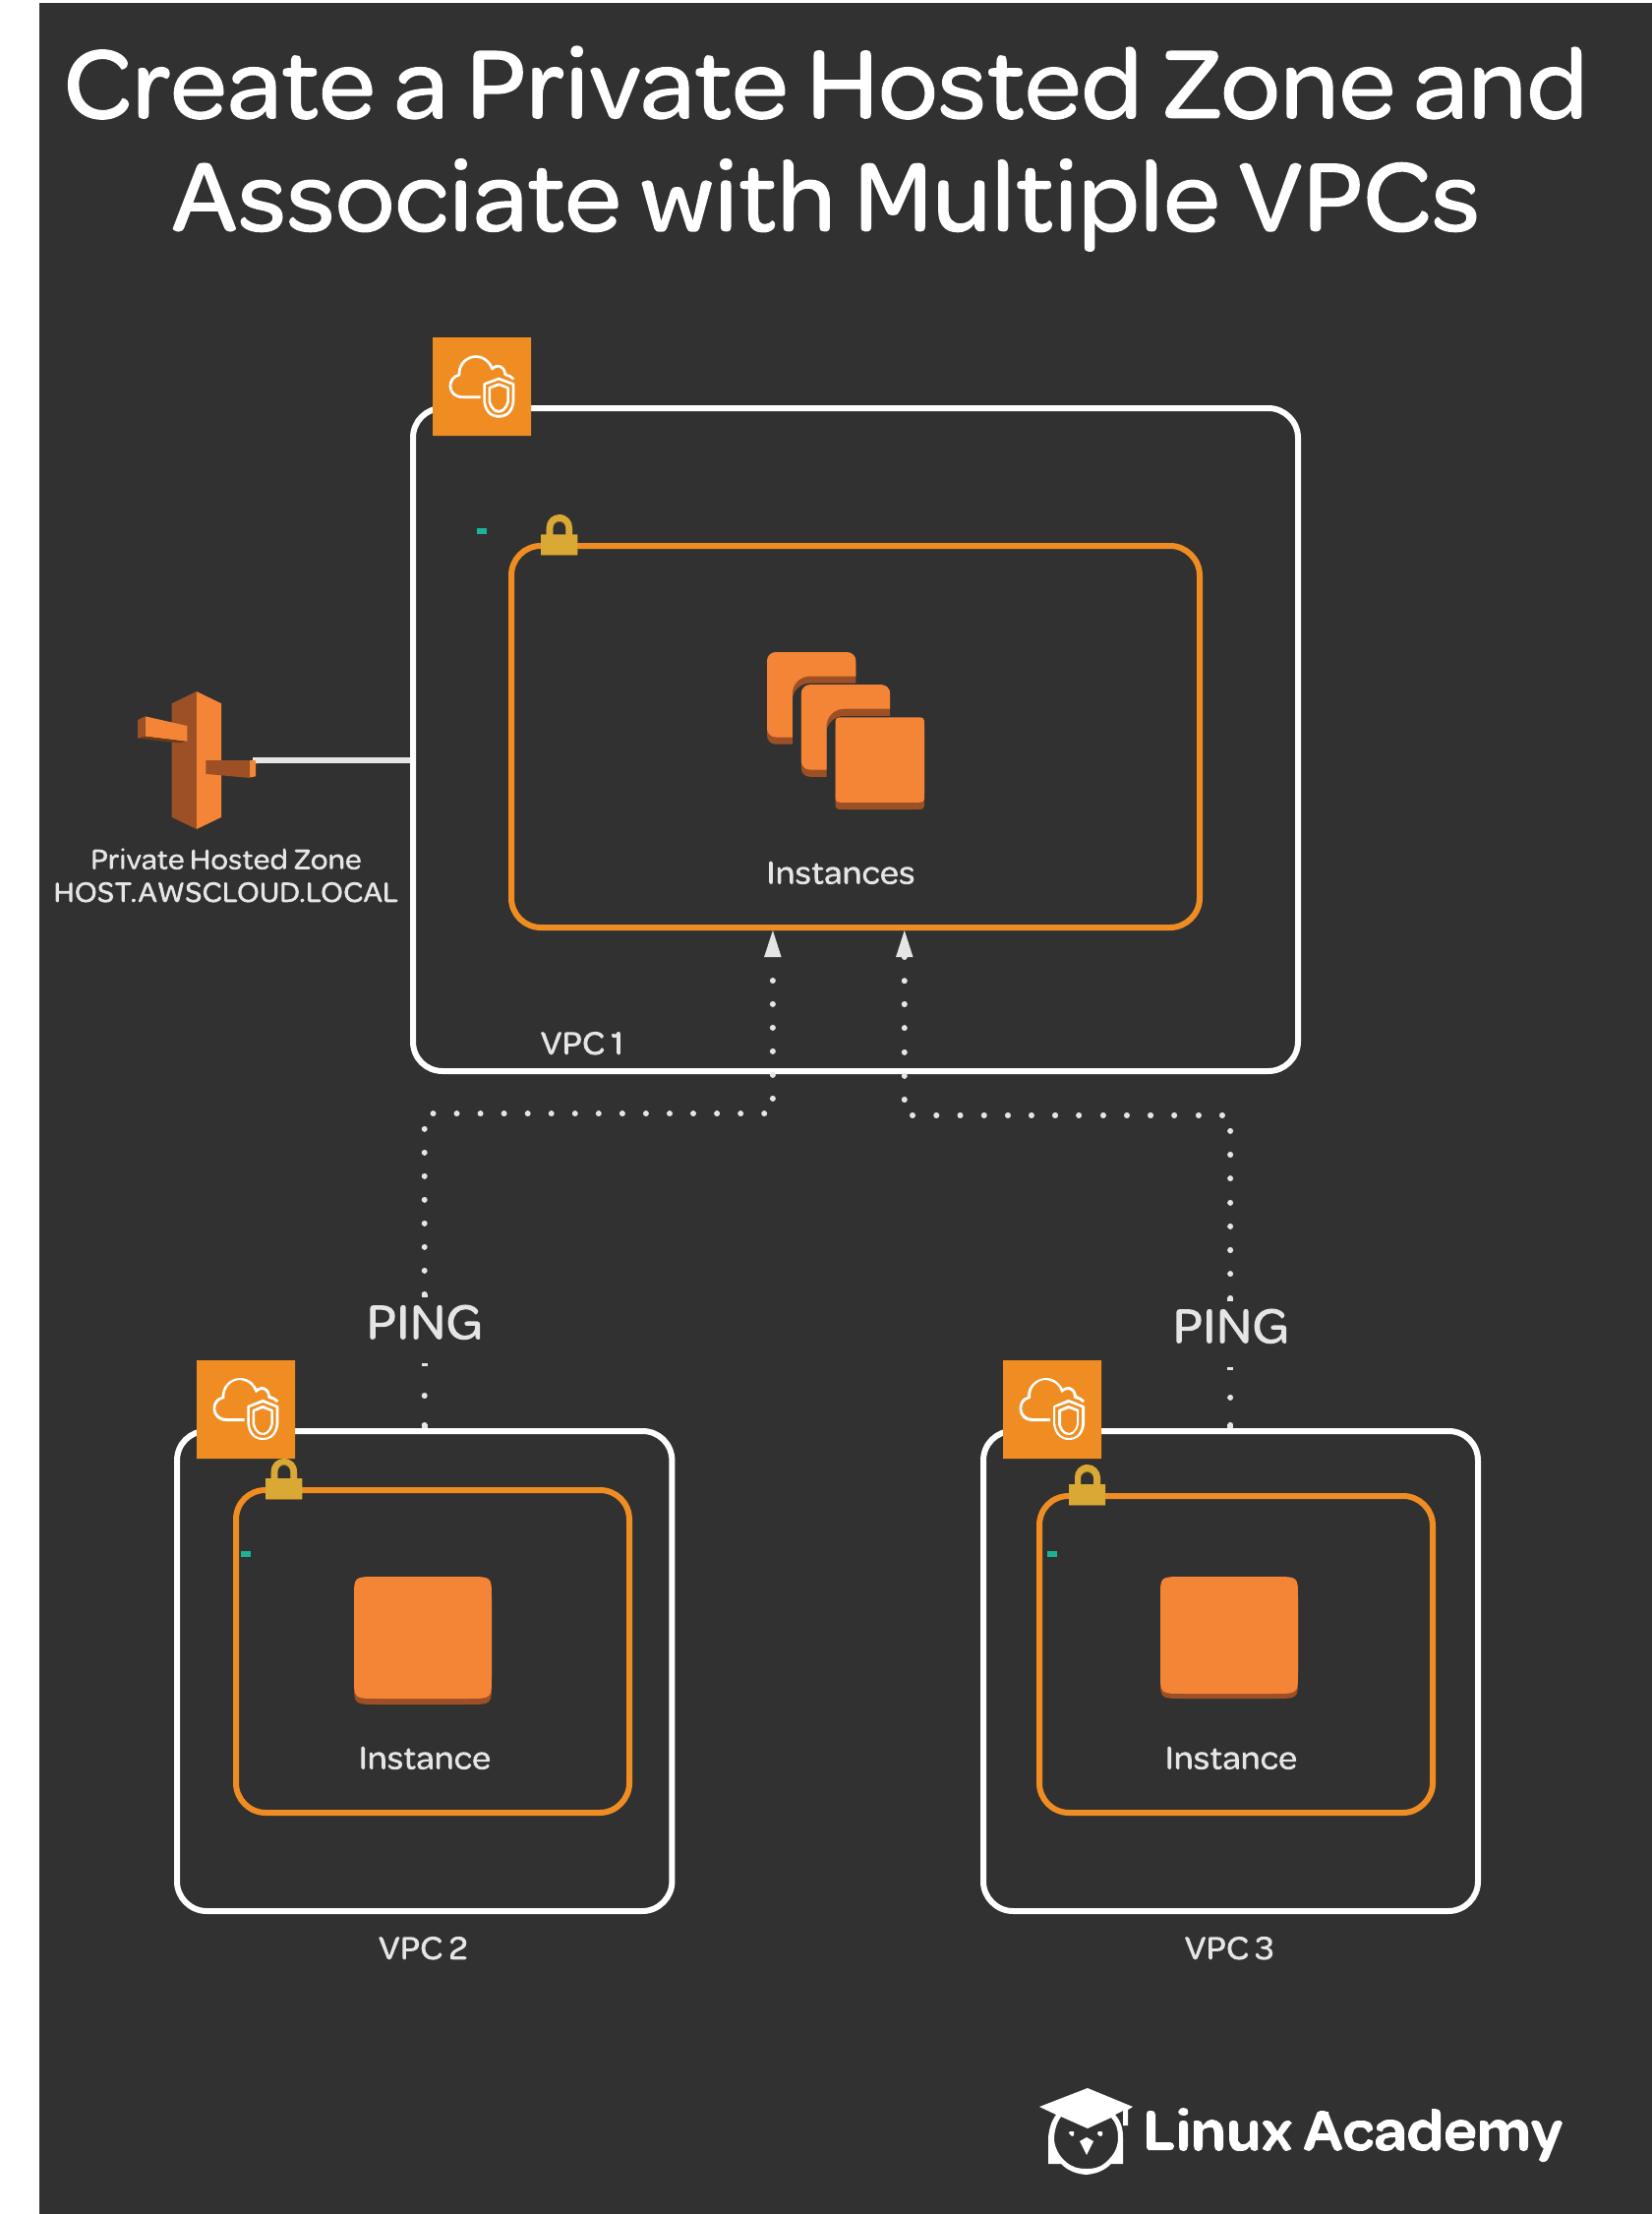 Create a Private Hosted Zone and
Associate with Multiple VPCs
Private Hosted Zone
HOST.AWSCLOUD.LOCAL
Instances
VPC 1
PING
PING
Instance
Instance
VPC 2
VPC 3
Linux Academy